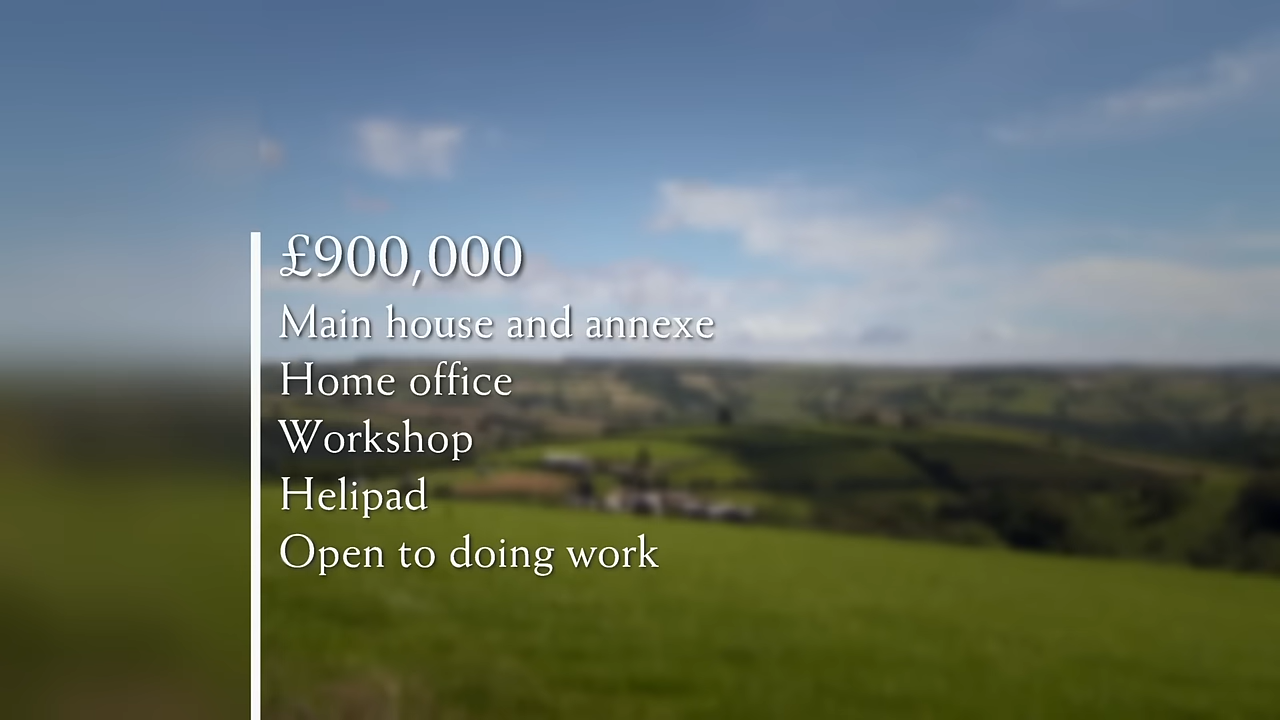 £900,000
Main house and annexe
Home office
Workshop
Helipad
Open to doing work